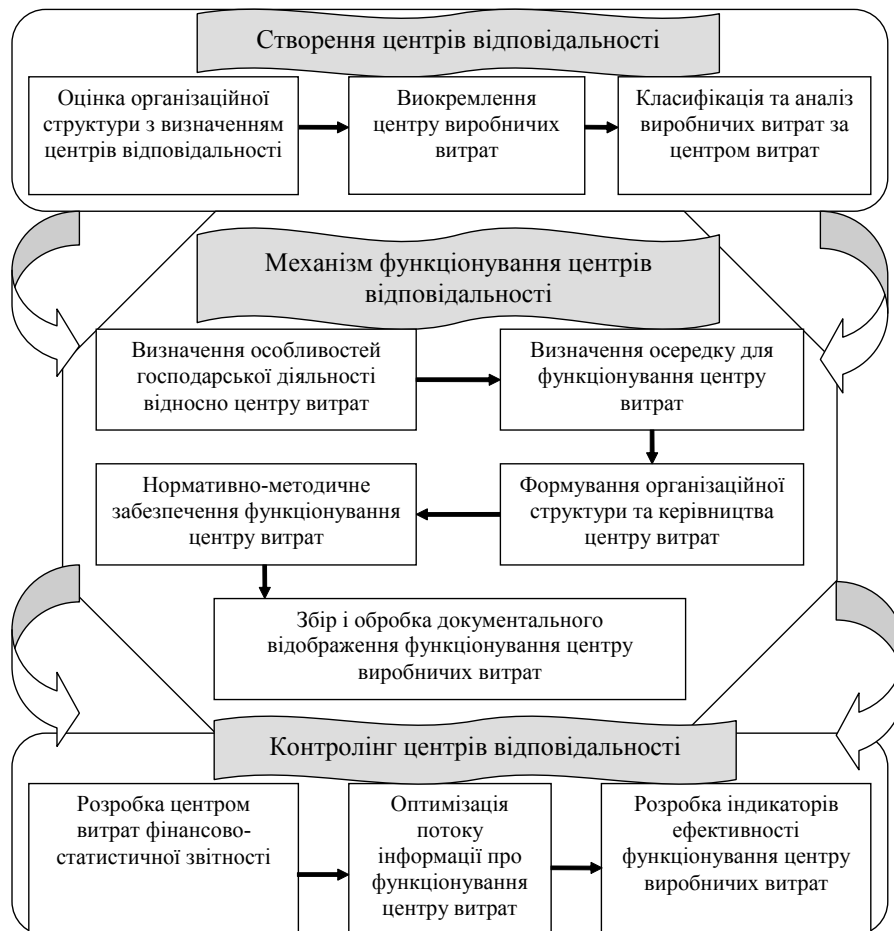 Створення центрів відповідальності
Оцінка організаційної
структури з визначенням
центрів відповідальності
Виокремлення
центру виробничих
витрат
Класифікація та аналіз
виробничих витрат за
центром витрат
Механізм функціонування центрів
відповідальності
Визначення особливостей
господарської діяльності
відносно центру витрат
Визначення осередку для
функціонування центру
витрат
Нормативно-методичне
забезпечення функціонування
центру витрат
Формування організаційної
структури та керівництва
центру витрат
Збір і обробка документального
відображення функціонування центру
виробничих витрат
Контролінг центрів відповідальності
Розробка центром
витрат фінансово-
статистичної звітності
Оптимізація
потоку
інформації про
функціонування
центру витрат
Розробка індикаторів
ефективності
функціонування центру
виробничих витрат